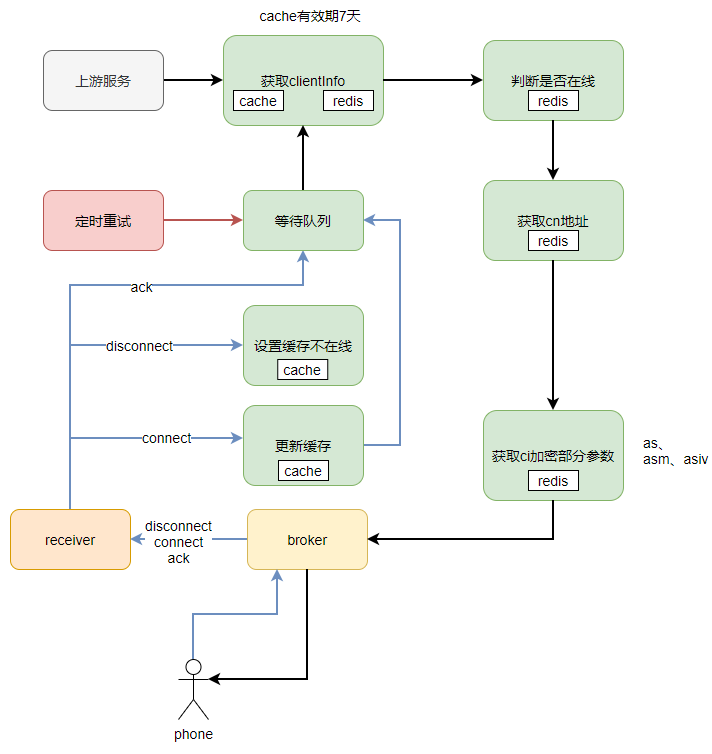 cache有效期7天
上游服务
获取clientInfo
cache
redis
判断是否在线
redis
定时重试
等待队列
获取cn地址
redis
ack
disconnect
设置缓存不在线
cache
connect
更新缓存
cache
获取ci加密部分参数
redis
as、
asm、asiv
receiver
disconnect
connect
ack
broker
phone